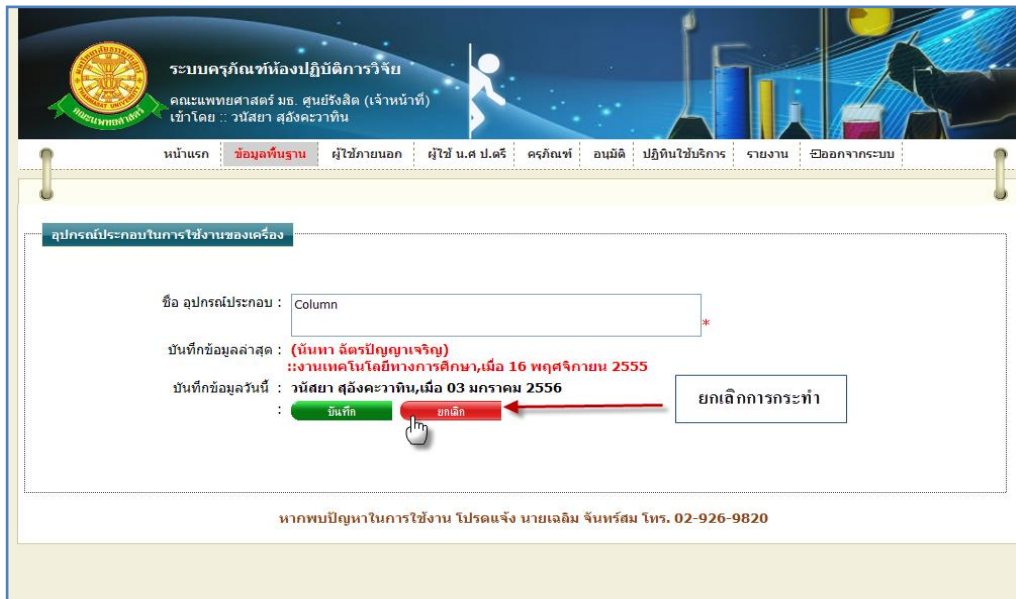 ระบบครุภัณฑ์ห้องปฏิบัติการวิจัย
คณะแพทยศาสตร์ มธ. ศูนย์รังสิต (เจ้าหน้าที่)
เข้าโดย :: วนัสยา สุอังคะวาทิน
หน้าแรก ข้อมูลพื้นฐาน ผู้ใช้ภายนอก ผู้ใช้ น.ศ ป.ตรี ครุภัณฑ์ อนุมัติ ปฏิทินใช้บริการ รายงาน ออกจากระบบ
อุปกรณ์ประกอบในการใช้งานของเครื่อง
ชื่อ อุปกรณ์ประกอบ : Column
*
บันทึกข้อมูลล่าสุด : (นันทา ฉัตรปัญญาเจริญ)
::งานเทคโนโลยีทางการศึกษา,เมื่อ 16 พฤศจิกายน 2555
บันทึกข้อมูลวันนี้ : วนัสยา สุอังคะวาทิน,เมื่อ 03 มกราคม 2556
: บันทึก ยกเลิก
ยกเลิกการกระทำ
หากพบปัญหาในการใช้งาน โปรดแจ้ง นายเฉลิม จันทร์สม โทร. 02-926-9820